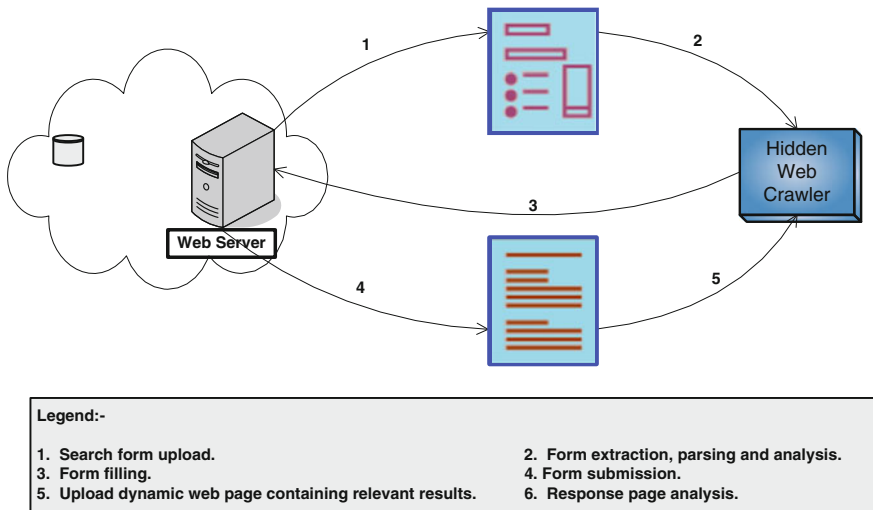 1
2
Hidden
Web
Crawler
3
Web Server
4
5
Legend:-
1. Search form upload.
2. Form extraction, parsing and analysis.
3. Form filling.
4. Form submission.
5. Upload dynamic web page containing relevant results.
6. Response page analysis.